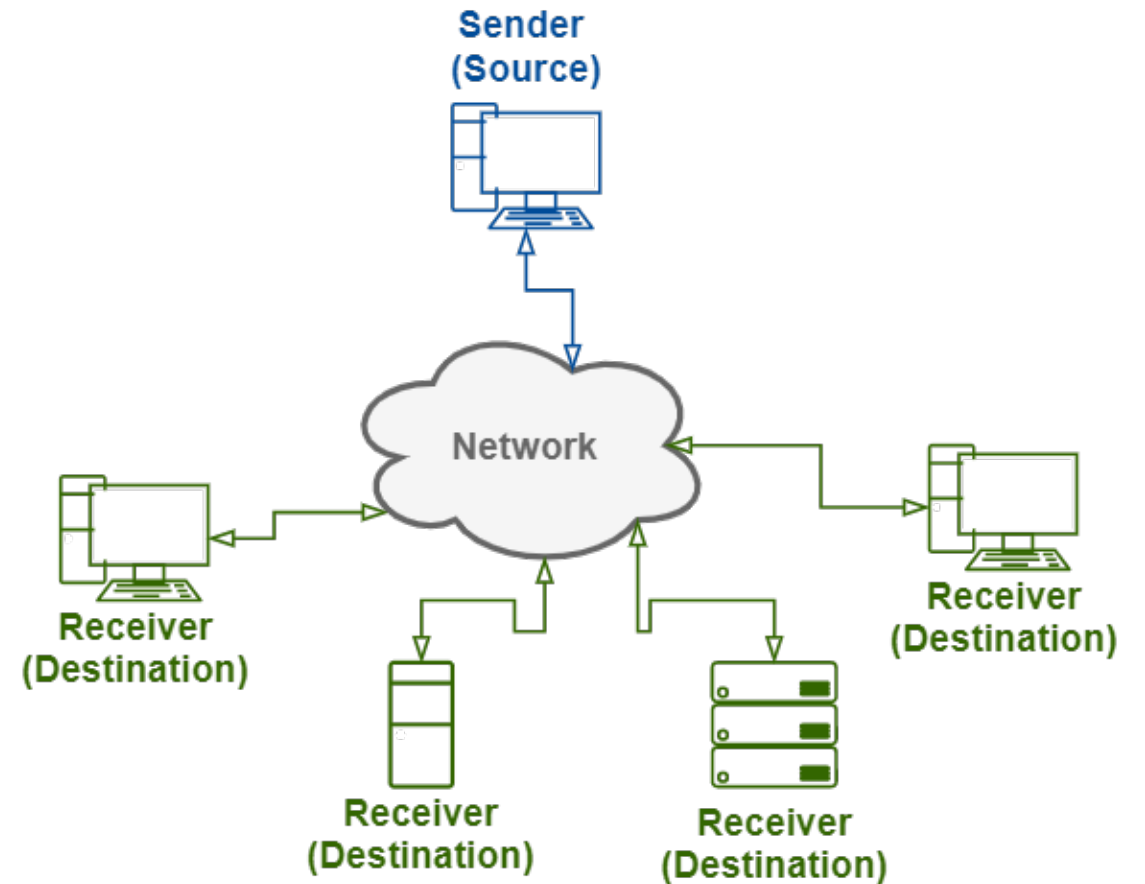 Sender
(Source)
Network
Receiver
(Destination)
Receiver
(Destination)
Receiver
(Destination)
Receiver
(Destination)